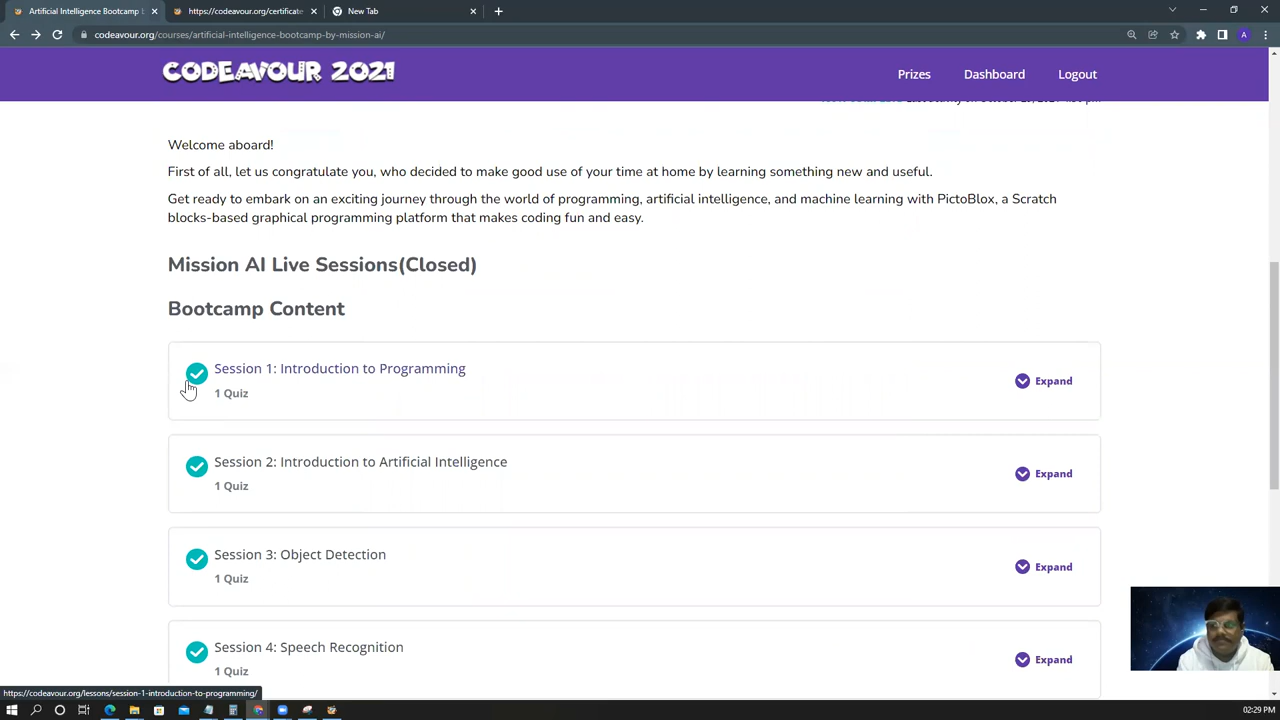 Artificial Intelligence Bootcamp b
https://codeavour.org/certificate
New Tab
codeavour.org/courses/artificial-intelligence-bootcamp-by-mission-ai/
A
CODEAVOUR 2021
Prizes
Dashboard
Logout
Welcome aboard!
First of all, let us congratulate you, who decided to make good use of your time at home by learning something new and useful.
Get ready to embark on an exciting journey through the world of programming, artificial intelligence, and machine learning with PictoBlox, a Scratch
blocks-based graphical programming platform that makes coding fun and easy.
Mission AI Live Sessions(Closed)
Bootcamp Content
Session 1: Introduction to Programming
1 Quiz
Expand
Session 2: Introduction to Artificial Intelligence
1 Quiz
Expand
Session 3: Object Detection
1 Quiz
Expand
Session 4: Speech Recognition
1 Quiz
Expand
https://codeavour.org/lessons/session-1-introduction-to-programming/
02:29 PM